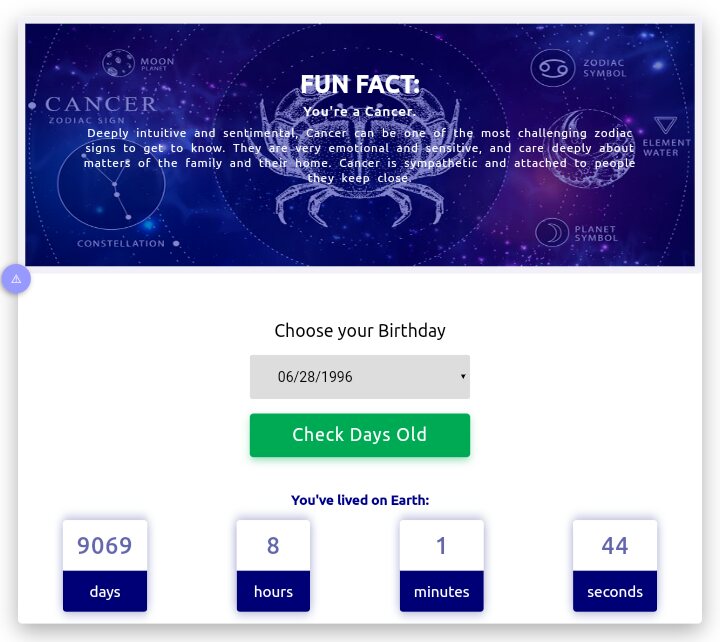 MOON
PLANET
ZODIAC
SYMBOL
FUN FACT:
CANCER
ZODIAC SIGN
You're a Cancer.
Deeply intuitive and sentimental, Cancer can be one of the most challenging zodiac
signs to get to know. They are very emotional and sensitive, and care deeply about
matters of the family and their home. Cancer is sympathetic and attached to people
they keep close.
ELEMENT
WATER
CONSTELLATION
PLANET
SYMBOL
Choose your Birthday
06/28/1996
Check Days Old
You've lived on Earth:
9069 8 1 44
days hours minutes seconds